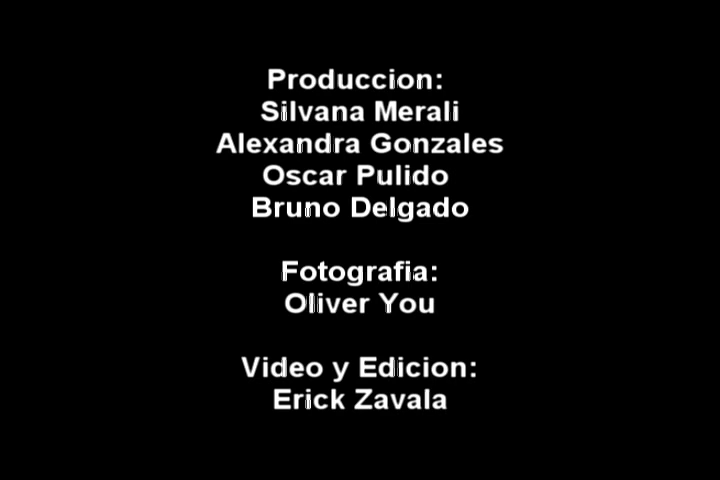 Produccion:
Silvana Merali
Alexandra Gonzales
Oscar Pulido
Bruno Delgado
Fotografia:
Oliver You
Video y Edicion:
Erick Zavala